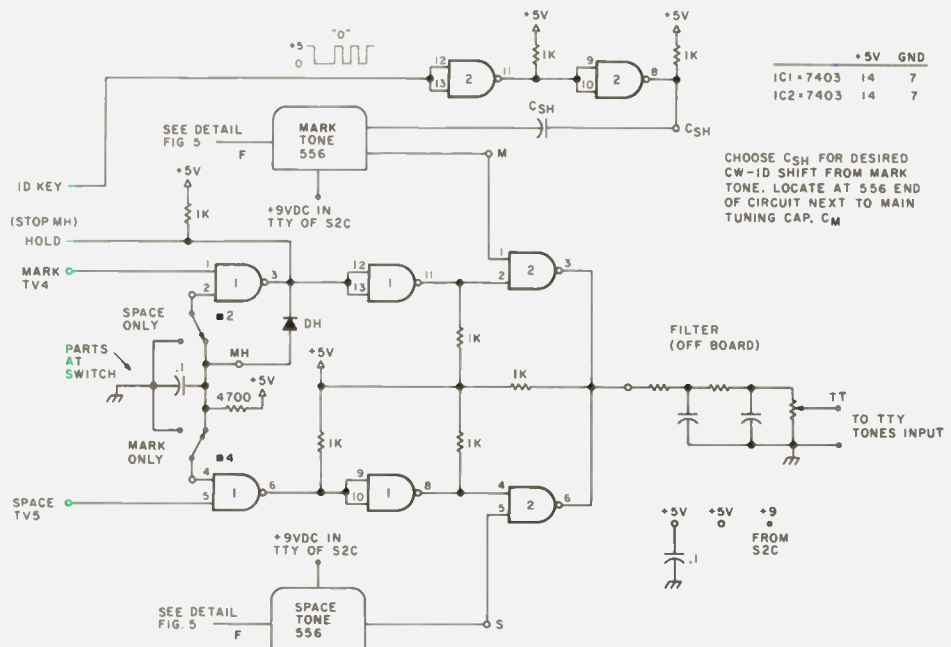 +5V
+5V
+5
0
"0"
1K
1K
12
13
2
11
9
10
2
8
+5V GND
IC1=7403 14 7
IC2=7403 14 7
CSH
CSH
SEE DETAIL
FIG 5
F
MARK
TONE
556
M
+9VDC IN
TTY OF S2C
CHOOSE CSH FOR DESIRED
CW-ID SHIFT FROM MARK
TONE. LOCATE AT 556 END
OF CIRCUIT NEXT TO MAIN
TUNING CAP, CM
ID KEY
+5V
1K
(STOP MH)
HOLD
MARK
TV4
1
2
1
3
12
13
1
11
1
2
2
3
■2
SPACE
ONLY
DH
MH
1K
PARTS
AT
SWITCH
.1
4700
+5V
+5V
1K
FILTER
(OFF BOARD)
TT
TO TTY
TONES INPUT
MARK
ONLY
■4
1K
1K
4
5
1
6
9
10
1
8
4
5
2
6
SPACE
TV5
+5V +5V +9
FROM
S2C
.1
+9VDC IN
TTY OF S2C
SEE DETAIL
FIG. 5
F
SPACE
TONE
556
S